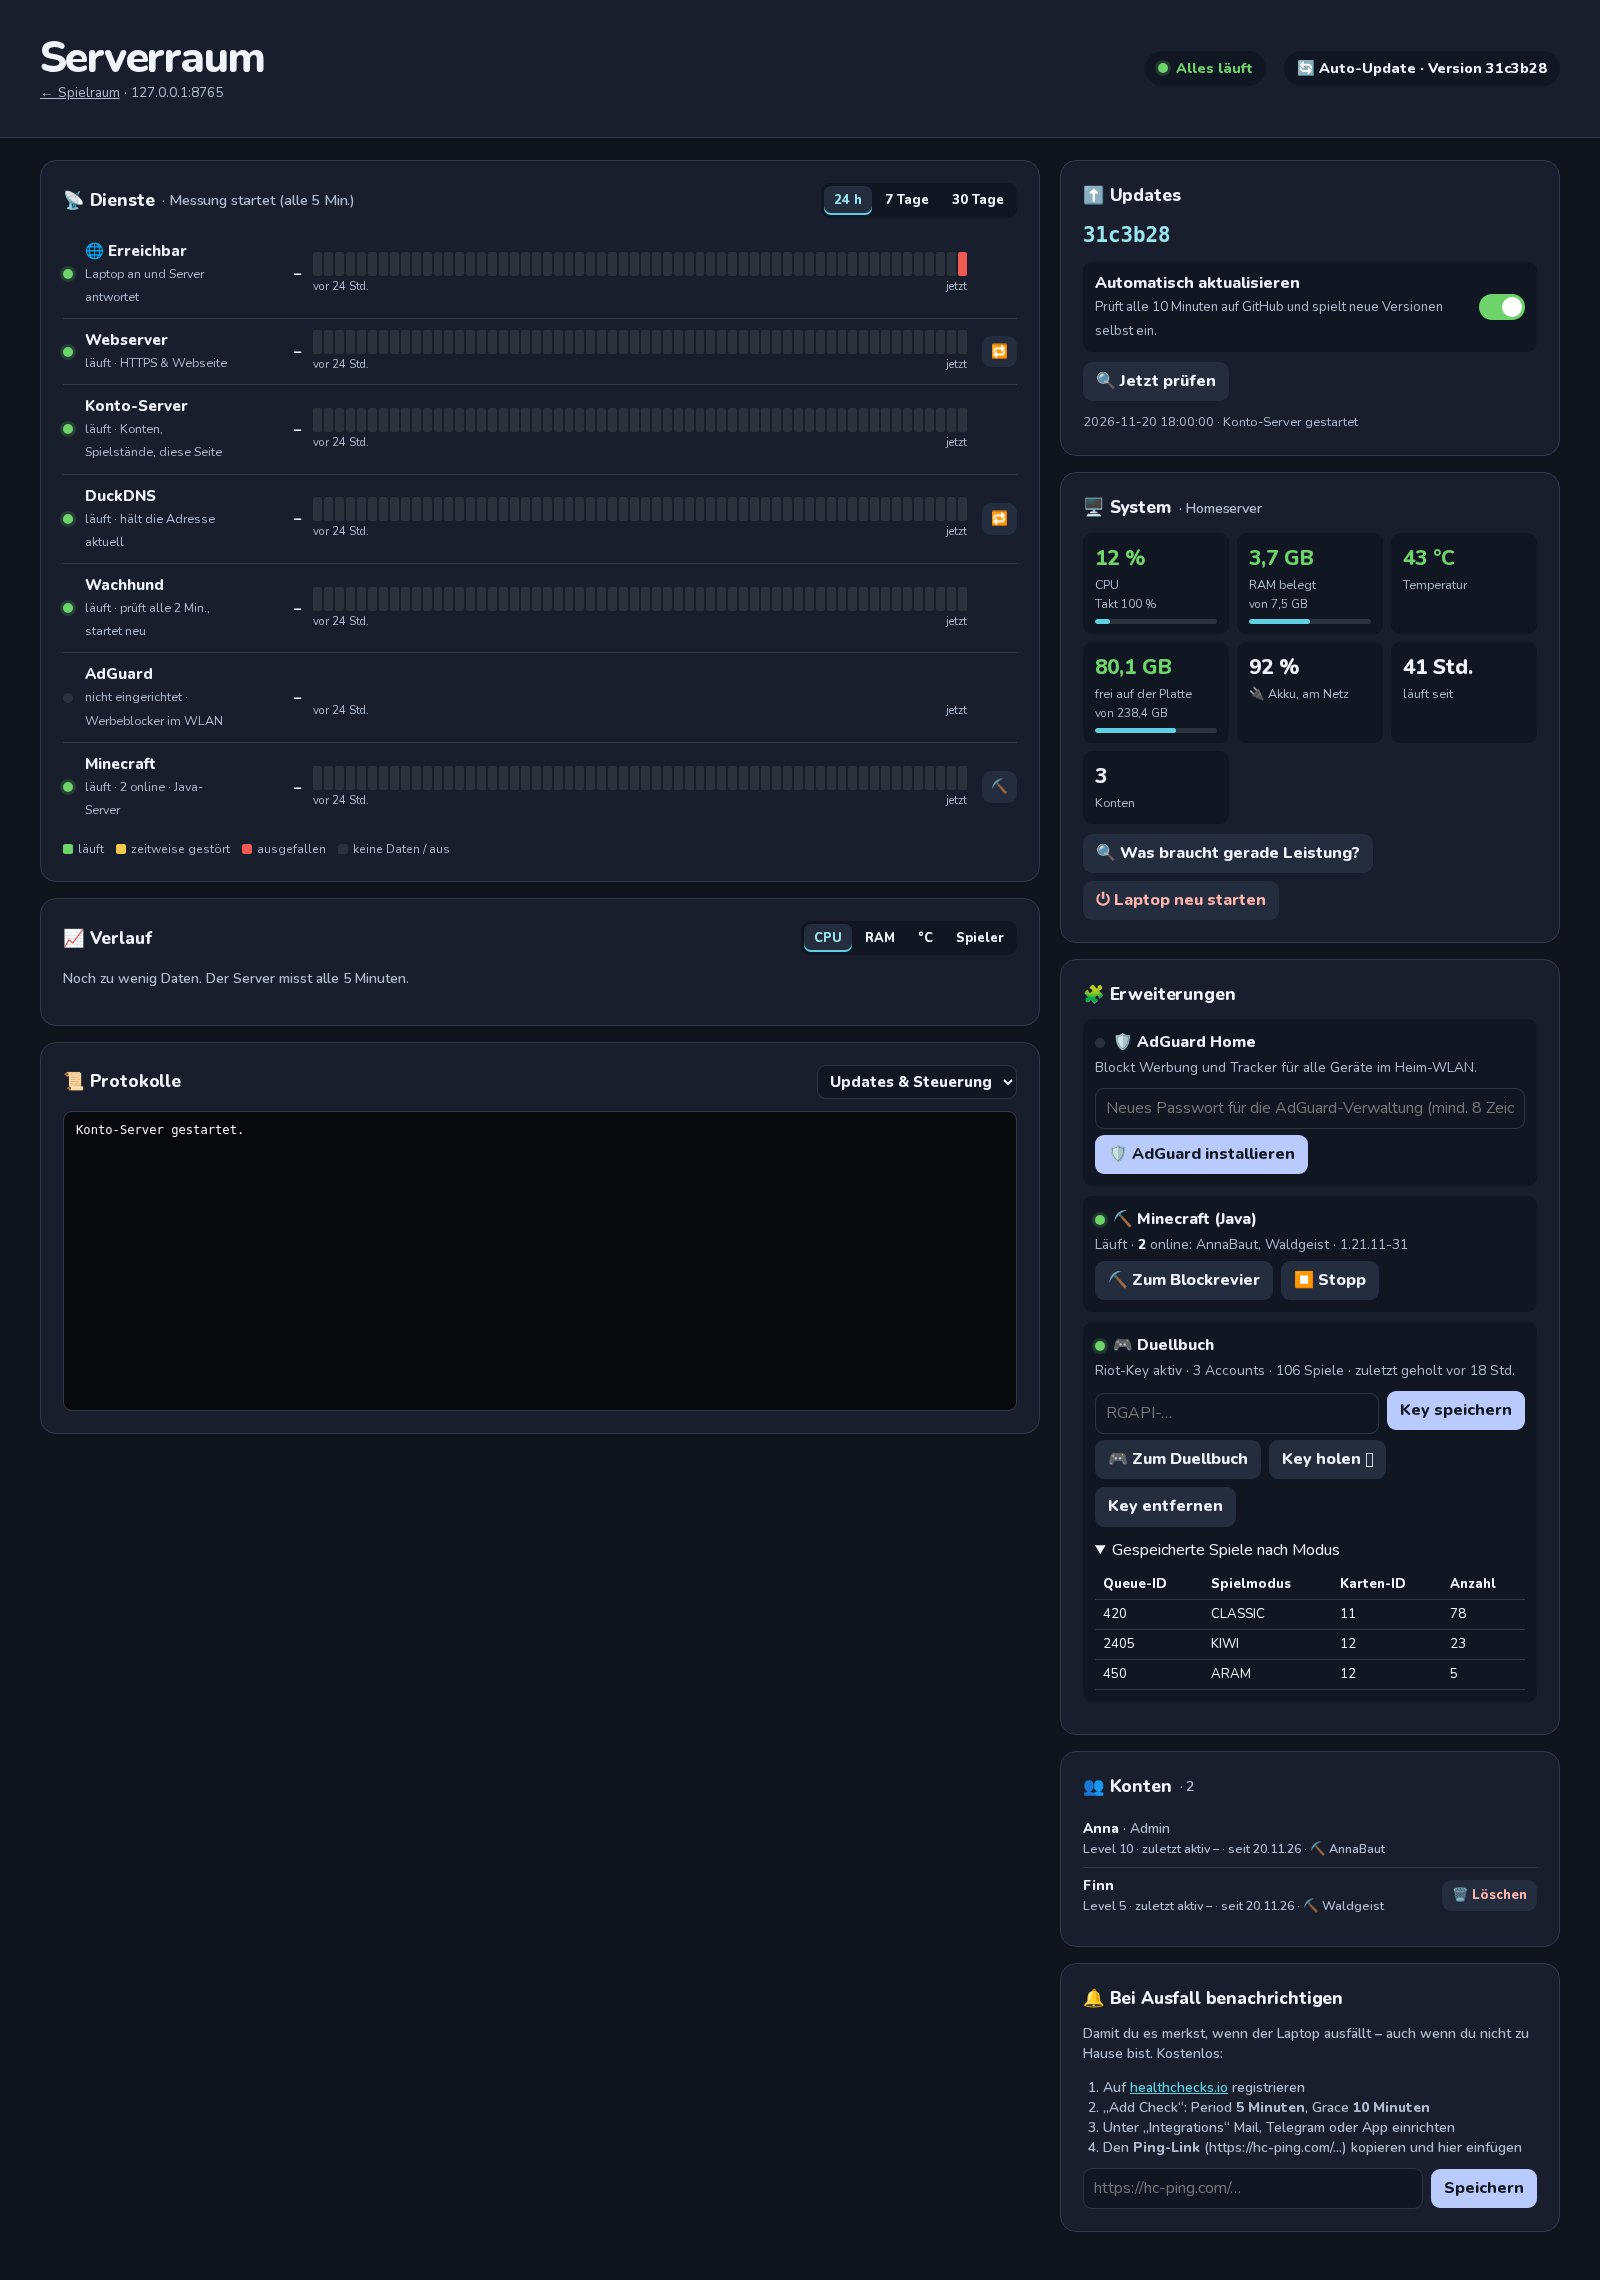 Serverraum
← Spielraum · 127.0.0.1:8765
Alles läuft
Auto-Update · Version 31c3b28
Dienste · Messung startet (alle 5 Min.)
24 h 7 Tage 30 Tage
Erreichbar
Laptop an und Server
antwortet
–
vor 24 Std. jetzt
Webserver
läuft · HTTPS & Webseite
–
vor 24 Std. jetzt
Konto-Server
läuft · Konten,
Spielstände, diese Seite
–
vor 24 Std. jetzt
DuckDNS
läuft · hält die Adresse
aktuell
–
vor 24 Std. jetzt
Wachhund
läuft · prüft alle 2 Min.,
startet neu
–
vor 24 Std. jetzt
AdGuard
nicht eingerichtet ·
Werbeblocker im WLAN
–
vor 24 Std. jetzt
Minecraft
läuft · 2 online · Java-
Server
–
vor 24 Std. jetzt
läuft zeitweise gestört ausgefallen keine Daten / aus
Verlauf
CPU RAM °C Spieler
Noch zu wenig Daten. Der Server misst alle 5 Minuten.
Protokolle
Updates & Steuerung
Konto-Server gestartet.
Updates
31c3b28
Automatisch aktualisieren
Prüft alle 10 Minuten auf GitHub und spielt neue Versionen
selbst ein.
Jetzt prüfen
2026-11-20 18:00:00 · Konto-Server gestartet
System · Homeserver
12 %
CPU
Takt 100 %
3,7 GB
RAM belegt
von 7,5 GB
43 °C
Temperatur
80,1 GB
frei auf der Platte
von 238,4 GB
92 %
Akku, am Netz
41 Std.
läuft seit
3
Konten
Was braucht gerade Leistung?
Laptop neu starten
Erweiterungen
AdGuard Home
Blockt Werbung und Tracker für alle Geräte im Heim-WLAN.
Neues Passwort für die AdGuard-Verwaltung (mind. 8 Zeic
AdGuard installieren
Minecraft (Java)
Läuft · 2 online: AnnaBaut, Waldgeist · 1.21.11-31
Zum Blockrevier
Stopp
Duellbuch
Riot-Key aktiv · 3 Accounts · 106 Spiele · zuletzt geholt vor 18 Std.
RGAPI-…
Key speichern
Zum Duellbuch
Key holen
Key entfernen
▼ Gespeicherte Spiele nach Modus
Queue-ID Spielmodus Karten-ID Anzahl
420 CLASSIC 11 78
2405 KIWI 12 23
450 ARAM 12 5
Konten · 2
Anna · Admin
Level 10 · zuletzt aktiv – · seit 20.11.26 · AnnaBaut
Finn
Level 5 · zuletzt aktiv – · seit 20.11.26 · Waldgeist
Löschen
Bei Ausfall benachrichtigen
Damit du es merkst, wenn der Laptop ausfällt – auch wenn du nicht zu
Hause bist. Kostenlos:
1. Auf healthchecks.io registrieren
2. „Add Check“: Period 5 Minuten, Grace 10 Minuten
3. Unter „Integrations“ Mail, Telegram oder App einrichten
4. Den Ping-Link (https://hc-ping.com/…) kopieren und hier einfügen
https://hc-ping.com/…
Speichern